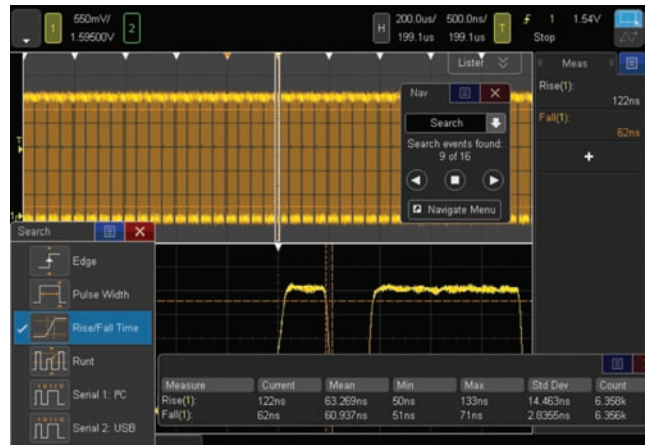 1
550mV/
1.59500V
2
H
200.0us/
199.1us
500.0ns/
199.1us
T
1
1.54V
Stop
Lister
Meas
Nav
Search
Search events found:
9 of 16
Navigate Menu
Rise(1):
122ns
Fall(1):
62ns
T
Search
Edge
Pulse Width
Rise/Fall Time
Runt
Serial 1: I²C
Serial 2: USB
Measure Current Mean Min Max Std Dev Count
Rise(1): 122ns 63.269ns 50ns 133ns 14.463ns 6.358k
Fall(1): 62ns 60.937ns 51ns 71ns 2.8355ns 6.356k